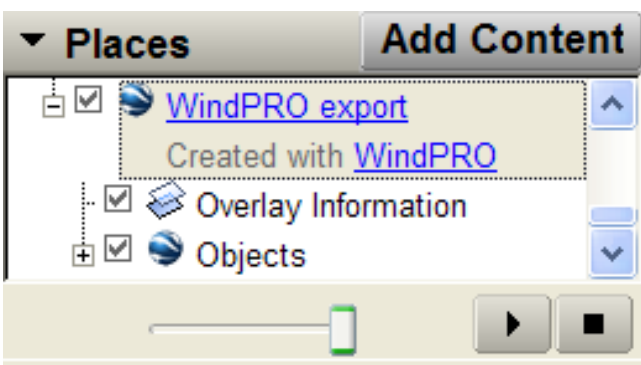 Places
Add Content
WindPRO export
Created with WindPRO
Overlay Information
Objects